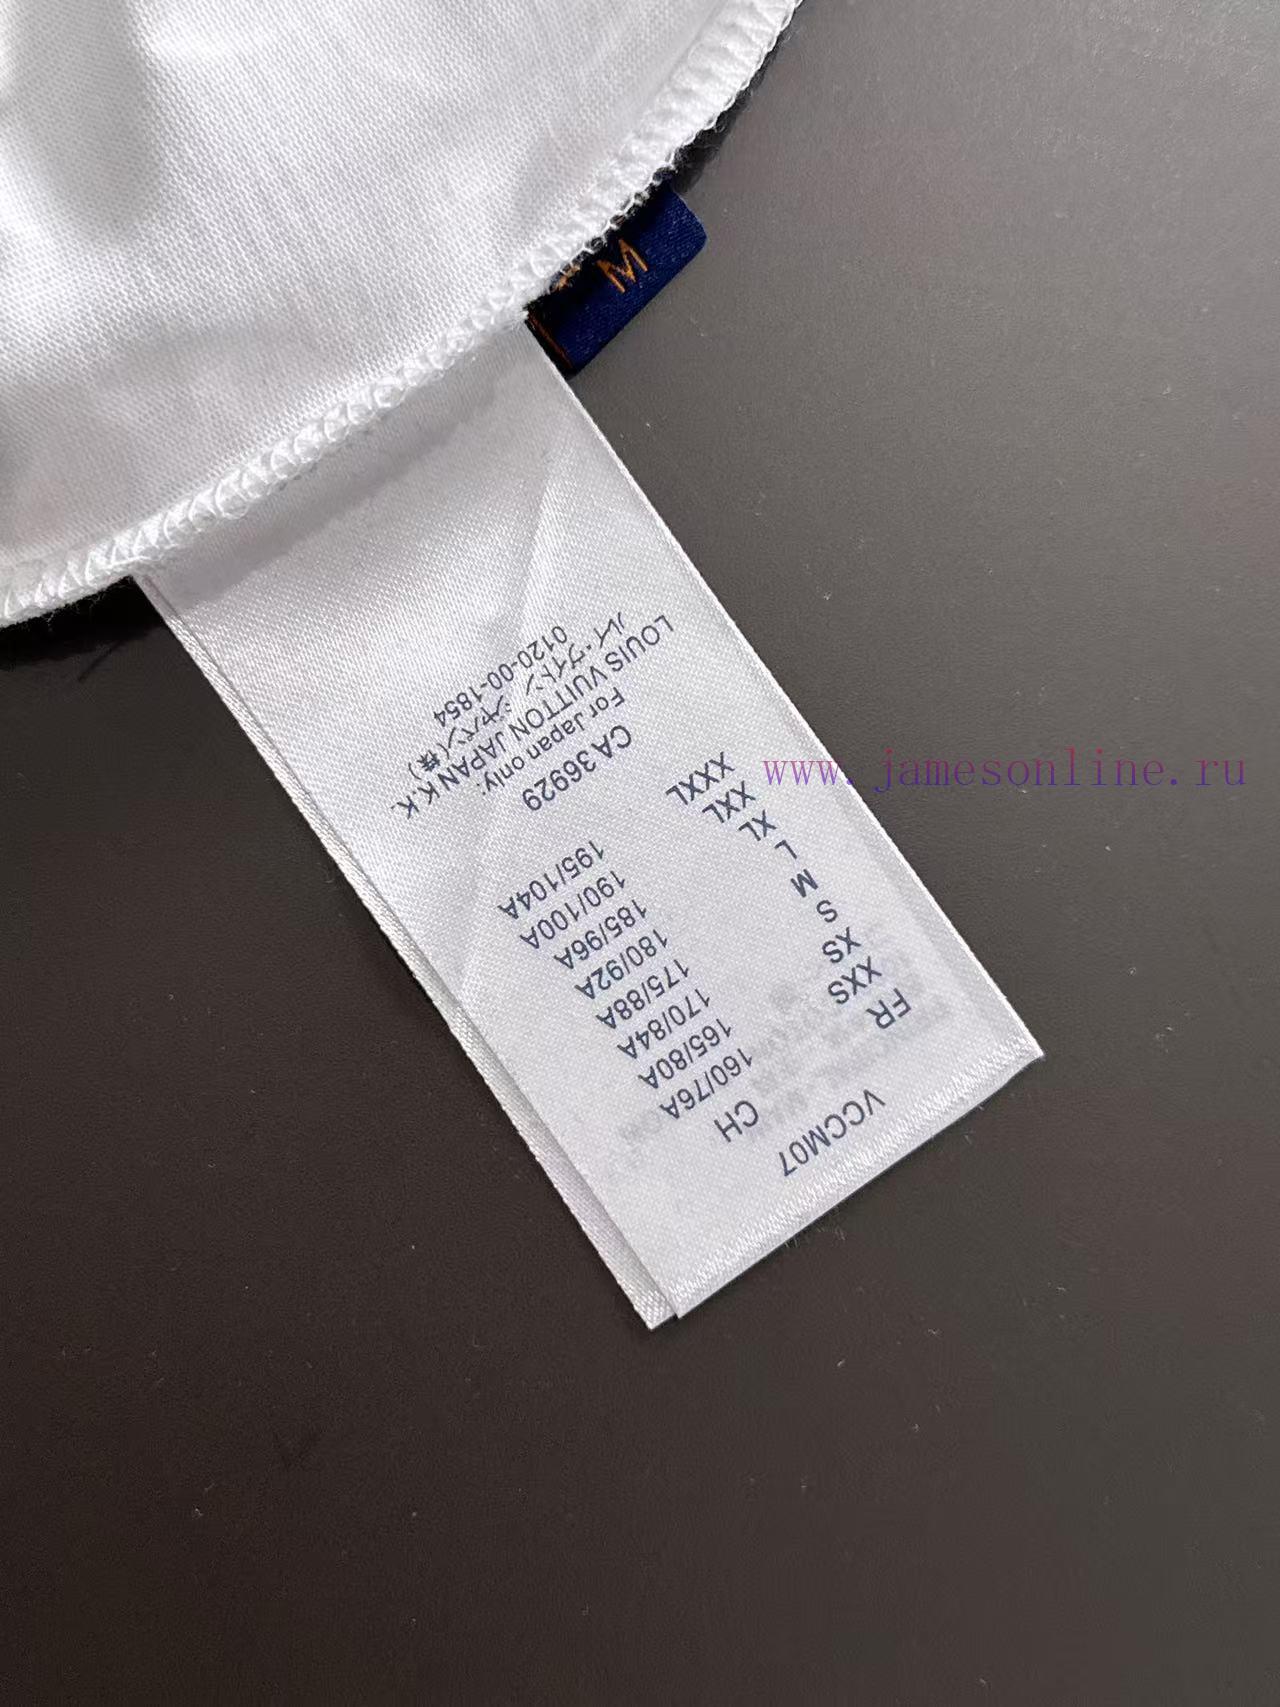 VCCM07
FR CH
XXS 160/76A
XS 165/80A
S 170/84A
M 175/88A
L 180/92A
XL 185/96A
XXL 190/100A
XXXL 195/104A
CA 36929
For Japan only.
LOUIS VUITTON JAPAN K.K.
ルイ・ヴイトン ジャパン(株)
0120-00-1854
M
www.jamesonline.ru